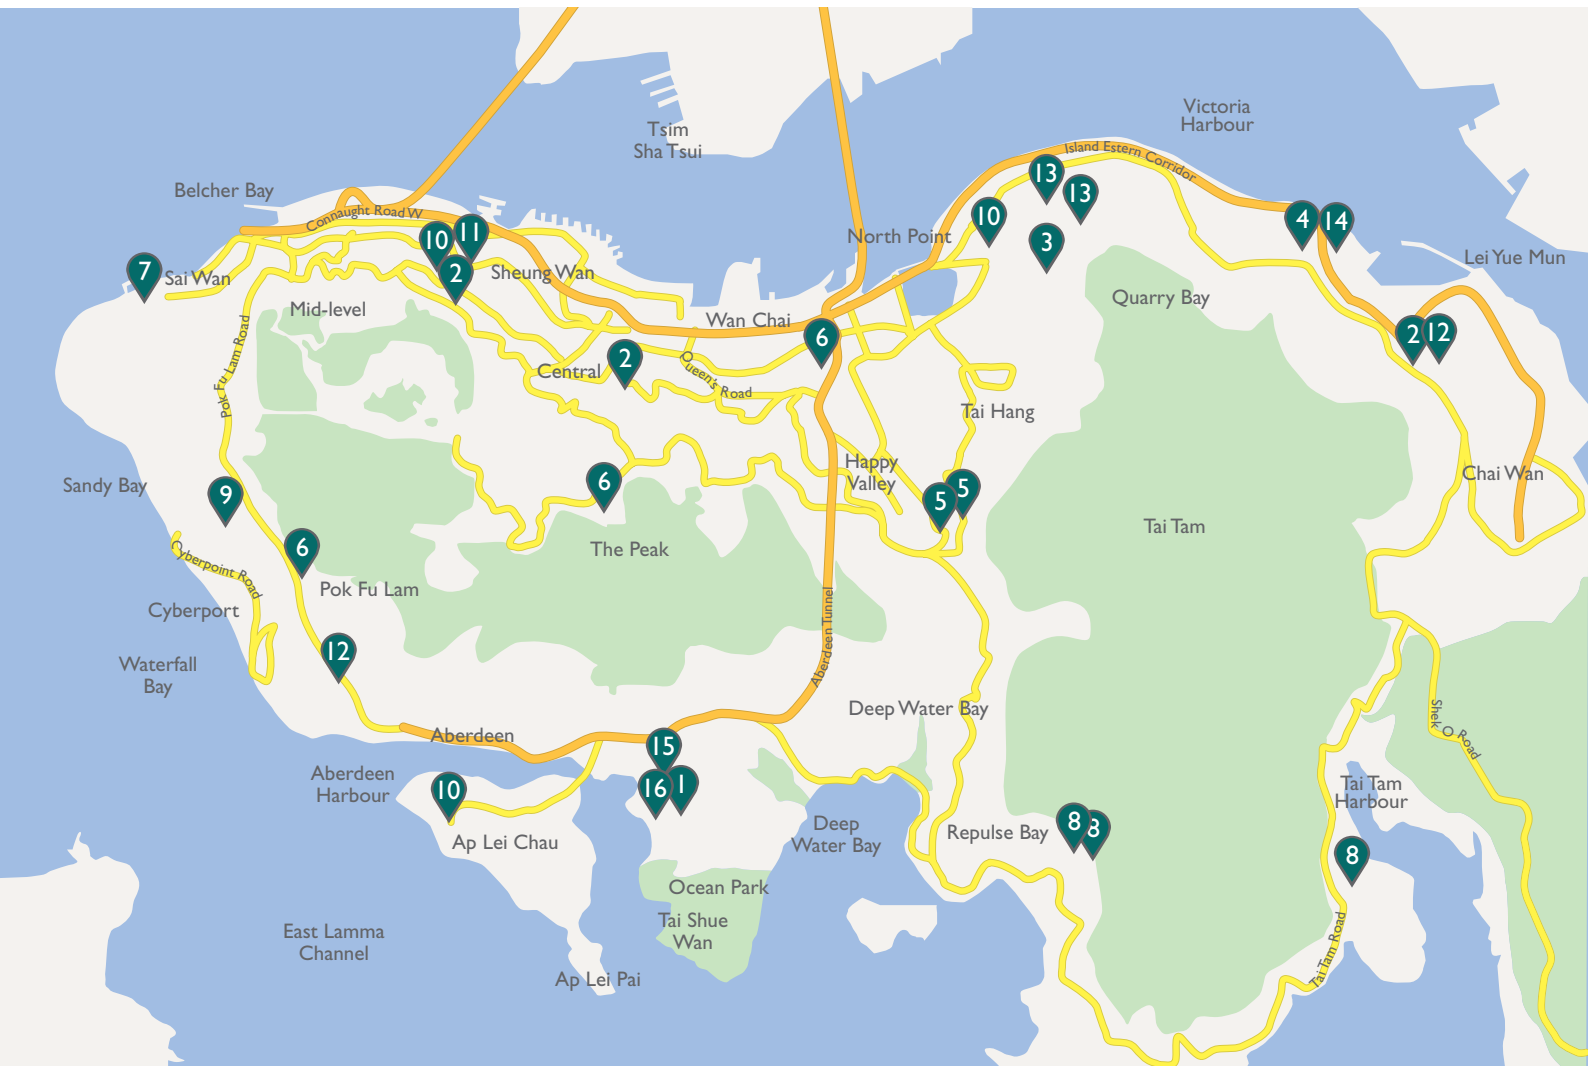 Victoria
Harbour
Tsim
Sha Tsui
Island Estern Corridor
Belcher Bay
13
13
Connaught Road W
10
4
14
10
11
North Point
3
Lei Yue Mun
7
Sai Wan
2
Sheung Wan
Quarry Bay
Mid-level
Wan Chai
6
2
12
Pok Fu Lam Road
Central
2
Queen's Road
Tai Hang
Happy
Valley
Chai Wan
Sandy Bay
9
6
5
5
Tai Tam
6
The Peak
Cyberpoint Road
Pok Fu Lam
Cyberport
Aberdeen Tunnel
12
Waterfall
Bay
Deep Water Bay
Shek O Road
Aberdeen
15
Aberdeen
Harbour
10
16
1
Tai Tam
Harbour
Ap Lei Chau
Deep
Water Bay
Repulse Bay
8
8
8
Ocean Park
Tai Shue
Wan
East Lamma
Channel
Tai Tam Road
Ap Lei Pai